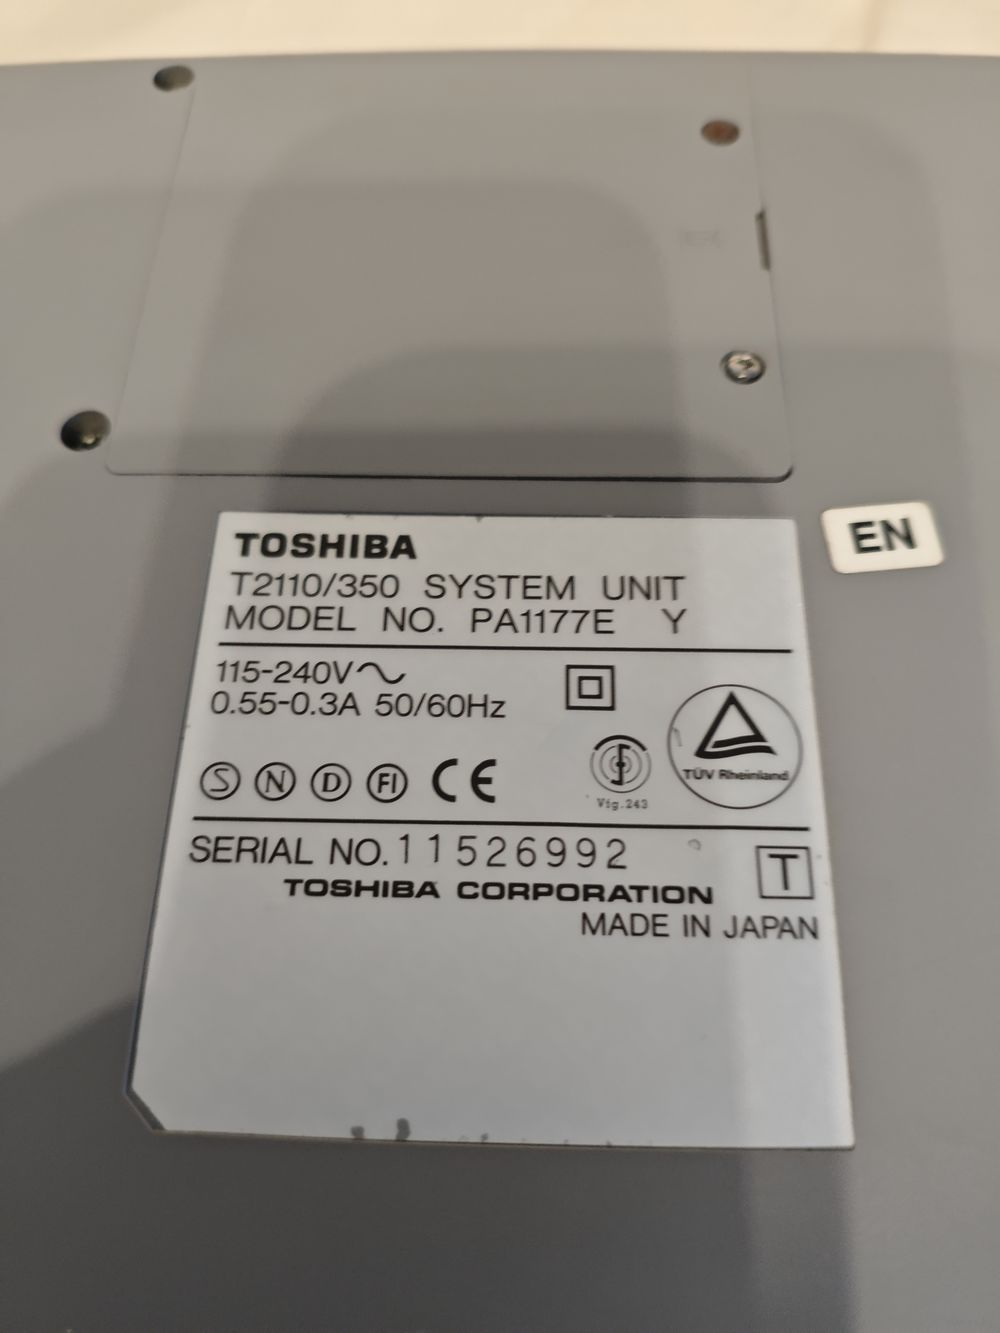 TOSHIBA
EN
T2110/350 SYSTEM UNIT
MODEL NO. PA1177E Y
115-240V
0.55-0.3A 50/60Hz
S N D FI CE
TÜV Rheinland
Vfg.243
SERIAL NO. 11526992
T
TOSHIBA CORPORATION
MADE IN JAPAN